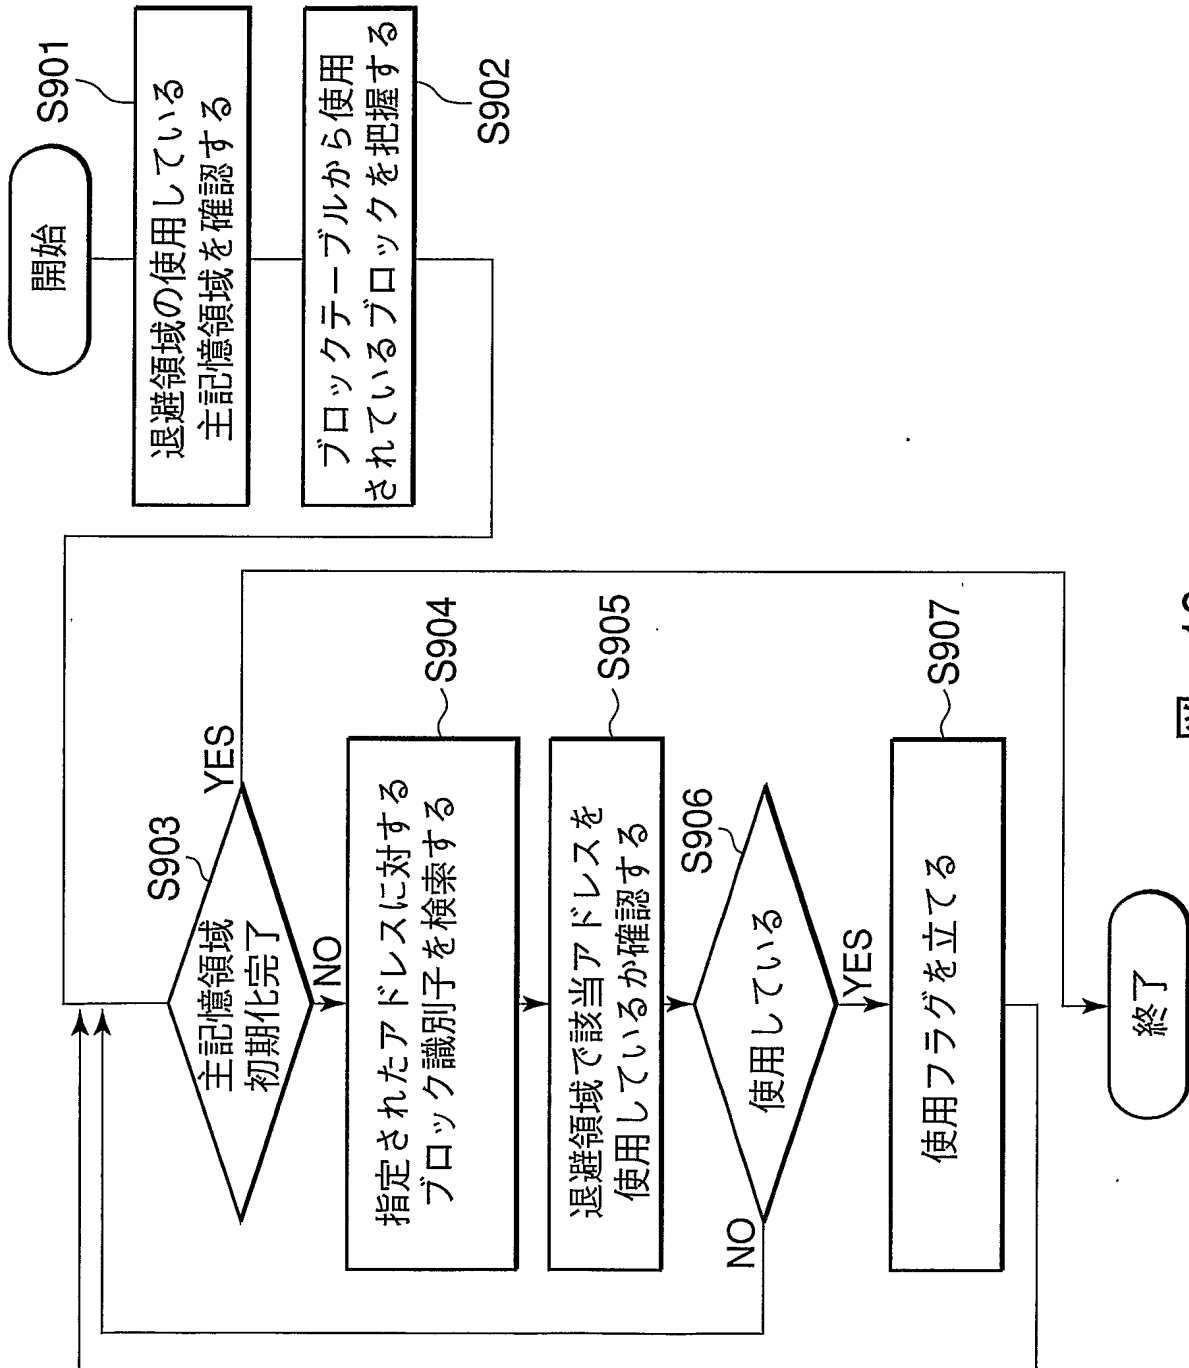 開始
S901
退避領域の使用している
主記憶領域を確認する
ブロックテーブルから使用
されているブロックを把握する
S902
S903
主記憶領域
初期化完了
YES
NO
S904
指定されたアドレスに対する
ブロック識別子を検索する
S905
退避領域で該当アドレスを
使用しているか確認する
S906
使用している
NO
YES
S907
使用フラグを立てる
終了